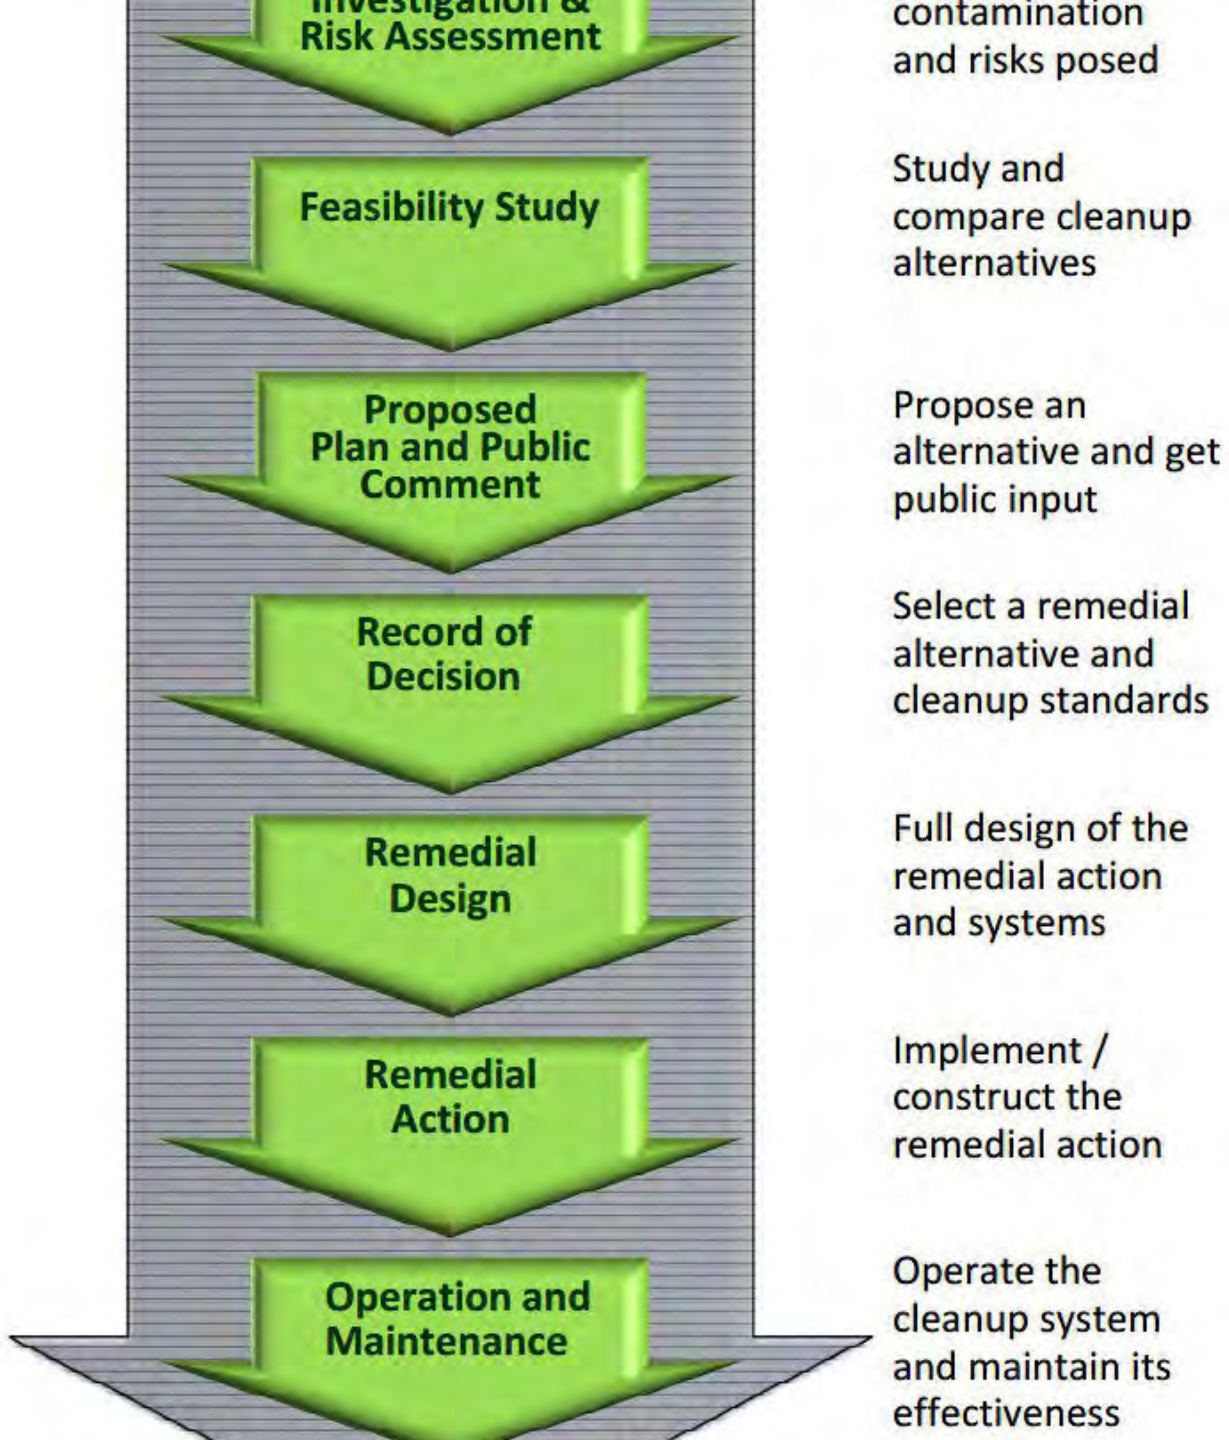 Investigation &
Risk Assessment
contamination
and risks posed
Feasibility Study
Study and
compare cleanup
alternatives
Proposed
Plan and Public
Comment
Propose an
alternative and get
public input
Record of
Decision
Select a remedial
alternative and
cleanup standards
Remedial
Design
Full design of the
remedial action
and systems
Remedial
Action
Implement /
construct the
remedial action
Operation and
Maintenance
Operate the
cleanup system
and maintain its
effectiveness